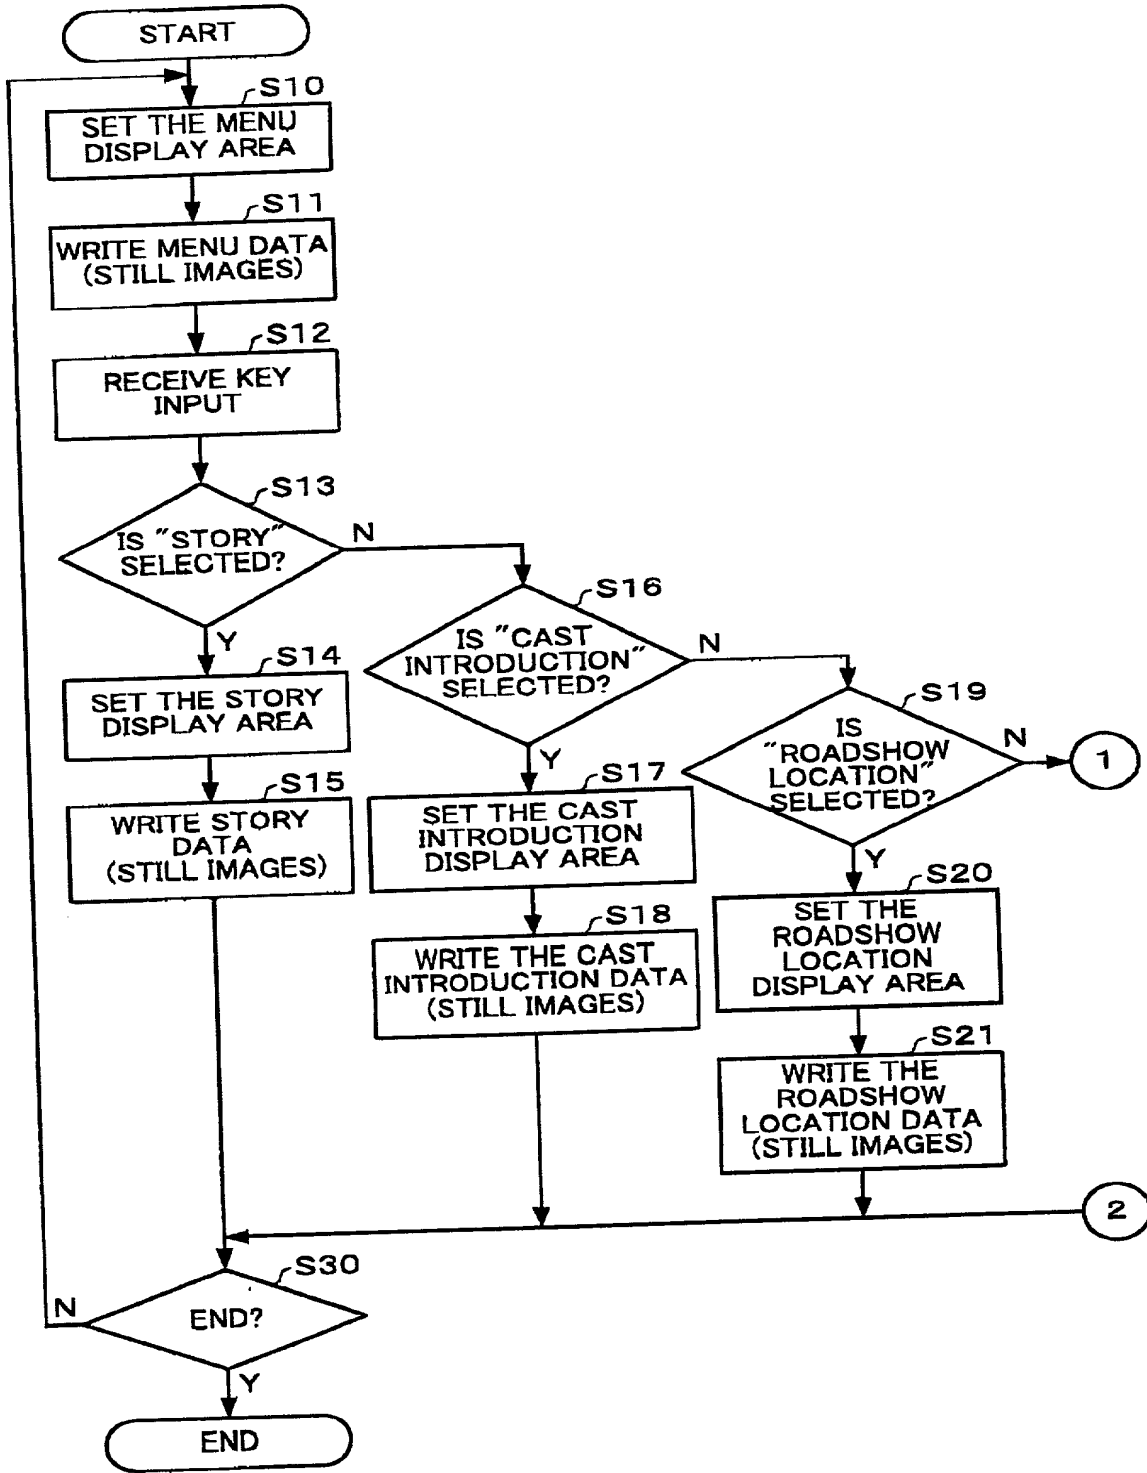 START
S10
SET THE MENU
DISPLAY AREA
S11
WRITE MENU DATA
(STILL IMAGES)
S12
RECEIVE KEY
INPUT
S13
IS "STORY"
SELECTED?
N
Y
S14
SET THE STORY
DISPLAY AREA
S15
WRITE STORY
DATA
(STILL IMAGES)
S16
IS "CAST
INTRODUCTION"
SELECTED?
N
Y
S17
SET THE CAST
INTRODUCTION
DISPLAY AREA
S18
WRITE THE CAST
INTRODUCTION DATA
(STILL IMAGES)
S19
IS
"ROADSHOW
LOCATION"
SELECTED?
N
1
Y
S20
SET THE
ROADSHOW
LOCATION
DISPLAY AREA
S21
WRITE THE
ROADSHOW
LOCATION DATA
(STILL IMAGES)
2
S30
END?
N
Y
END